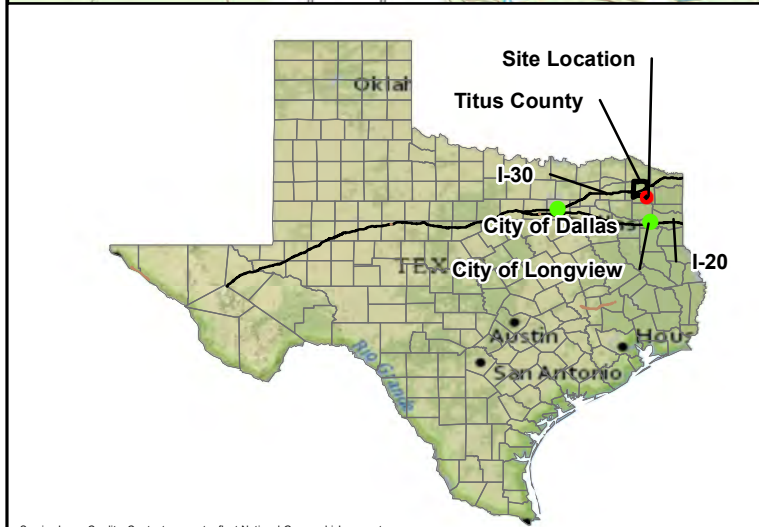 Site Location
Oklah
Titus County
I-30
City of Dallas
TEX
City of Longview
I-20
Austin
Hous
San Antonio
Rio Grande